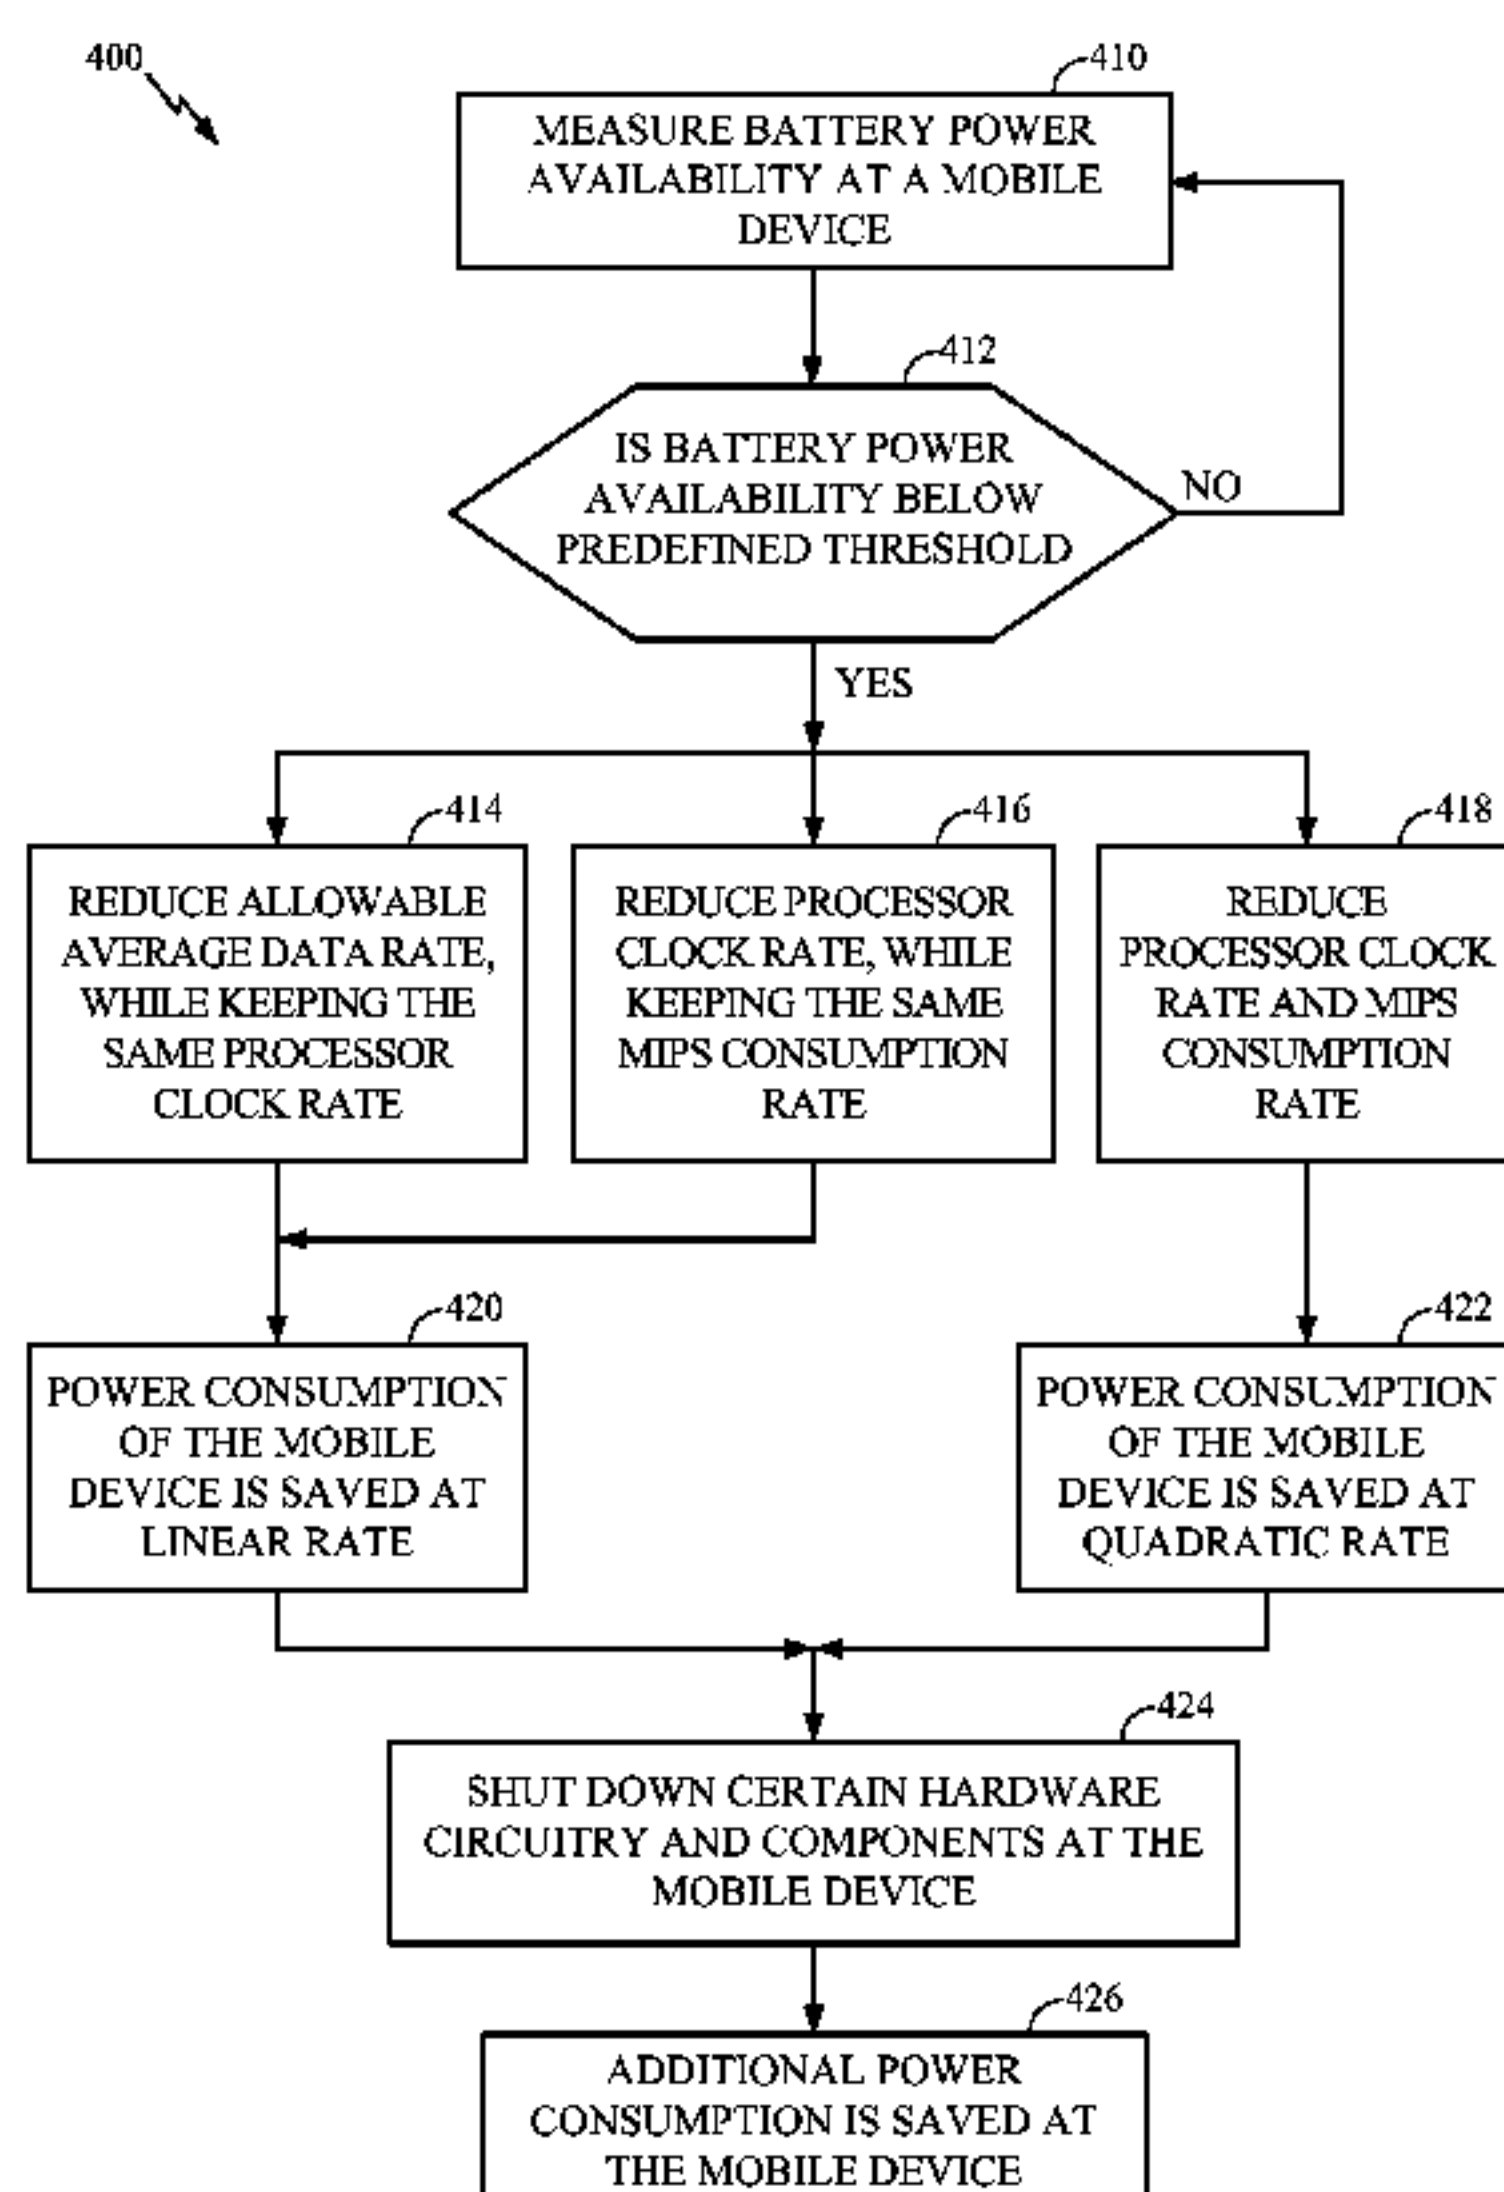 400
410
MEASURE BATTERY POWER
AVAILABILITY AT A MOBILE
DEVICE
412
IS BATTERY POWER
AVAILABILITY BELOW
PREDEFINED THRESHOLD
NO
YES
414
REDUCE ALLOWABLE
AVERAGE DATA RATE,
WHILE KEEPING THE
SAME PROCESSOR
CLOCK RATE
416
REDUCE PROCESSOR
CLOCK RATE, WHILE
KEEPING THE SAME
MIPS CONSUMPTION
RATE
418
REDUCE
PROCESSOR CLOCK
RATE AND MIPS
CONSUMPTION
RATE
420
POWER CONSUMPTION
OF THE MOBILE
DEVICE IS SAVED AT
LINEAR RATE
422
POWER CONSUMPTION
OF THE MOBILE
DEVICE IS SAVED AT
QUADRATIC RATE
424
SHUT DOWN CERTAIN HARDWARE
CIRCUITRY AND COMPONENTS AT THE
MOBILE DEVICE
426
ADDITIONAL POWER
CONSUMPTION IS SAVED AT
THE MOBILE DEVICE